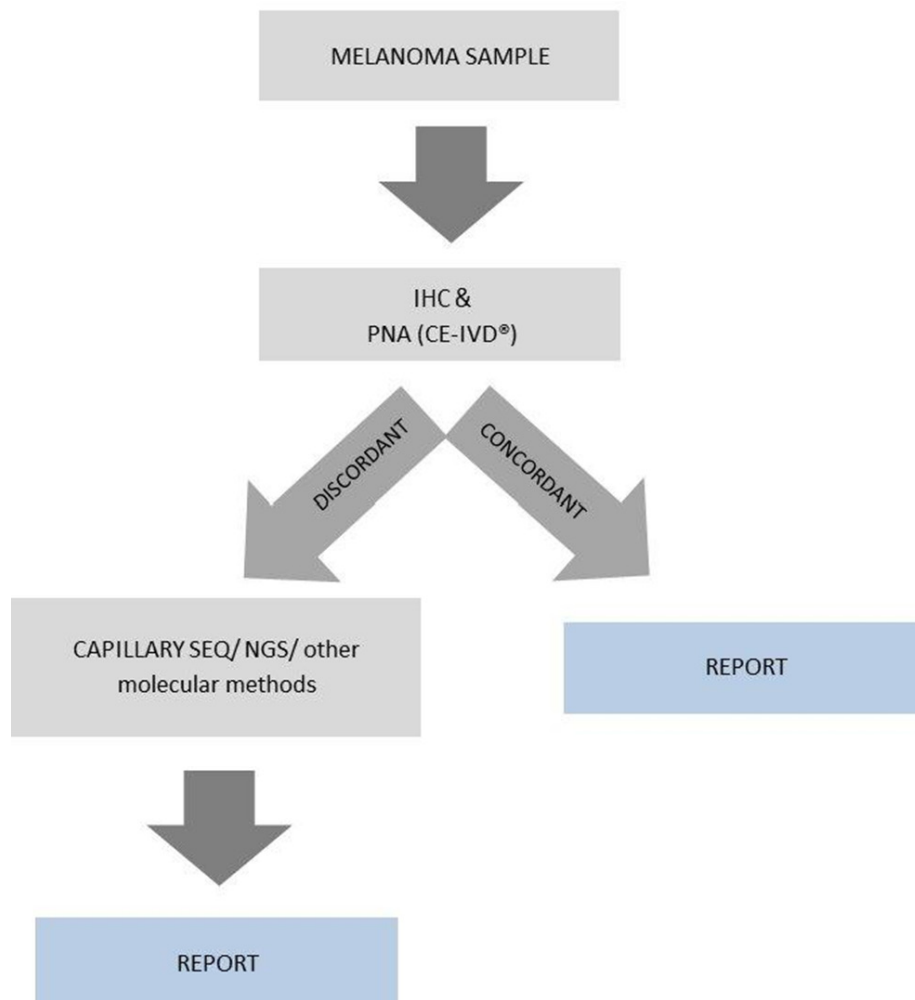 MELANOMA SAMPLE
IHC &
PNA (CE-IVD®)
DISCORDANT
CONCORDANT
CAPILLARY SEQ/ NGS/ other
molecular methods
REPORT
REPORT